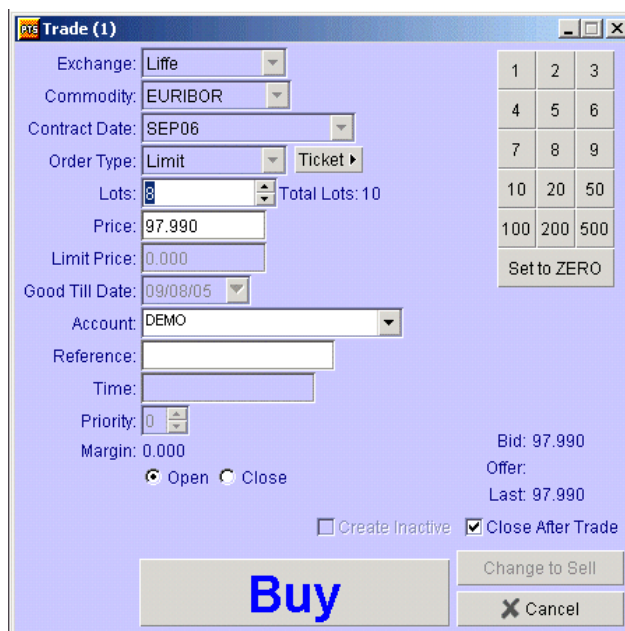 PTS Trade (1)
Exchange: Liffe
Commodity: EURIBOR
Contract Date: SEP06
Order Type: Limit Ticket
Lots: 8 Total Lots: 10
Price: 97.990
Limit Price: 0.000
Good Till Date: 09/08/05
Account: DEMO
Reference:
Time:
Priority: 0
Margin: 0.000
Open Close
1 2 3
4 5 6
7 8 9
10 20 50
100 200 500
Set to ZERO
Bid: 97.990
Offer:
Last: 97.990
Create Inactive Close After Trade
Buy
Change to Sell
Cancel